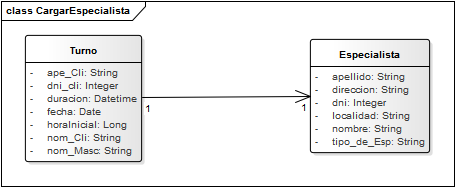 class CargarEspecialista
Turno
- ape_Cli: String
- dni_cli: Integer
- duracion: Datetime
- fecha: Date
- horaInicial: Long
- nom_Cli: String
- nom_Masc: String
1
1
Especialista
- apellido: String
- direccion: String
- dni: Integer
- localidad: String
- nombre: String
- tipo_de_Esp: String